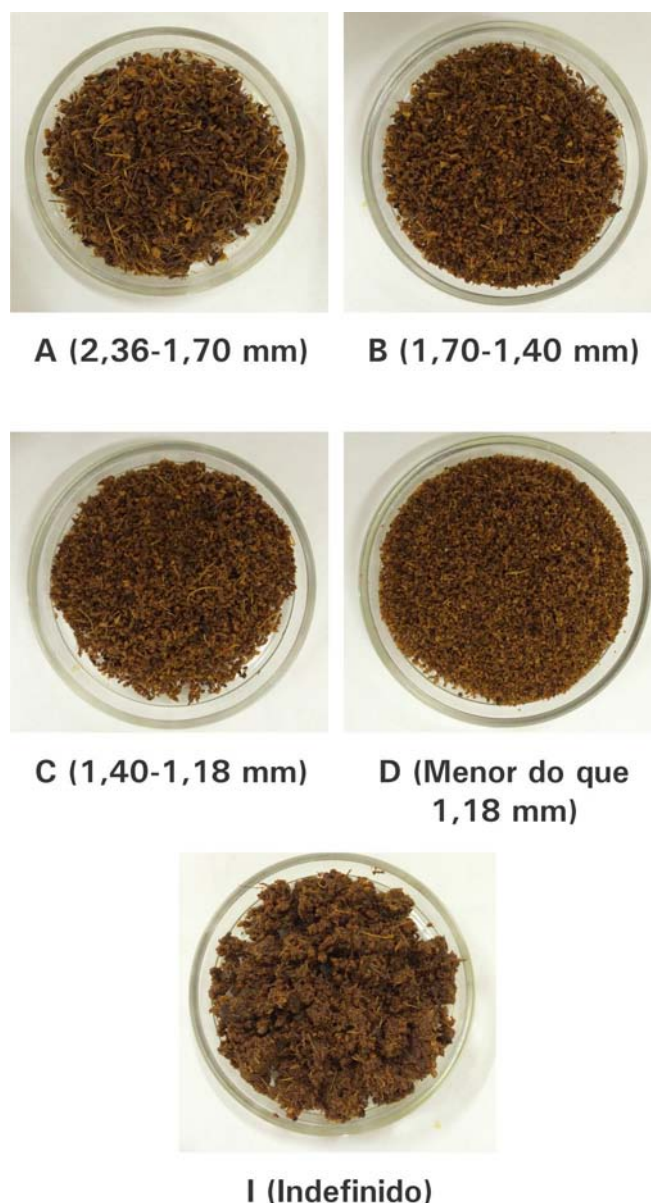 A (2,36-1,70 mm)
B (1,70-1,40 mm)
C (1,40-1,18 mm)
D (Menor do que
1,18 mm)
I (Indefinido)